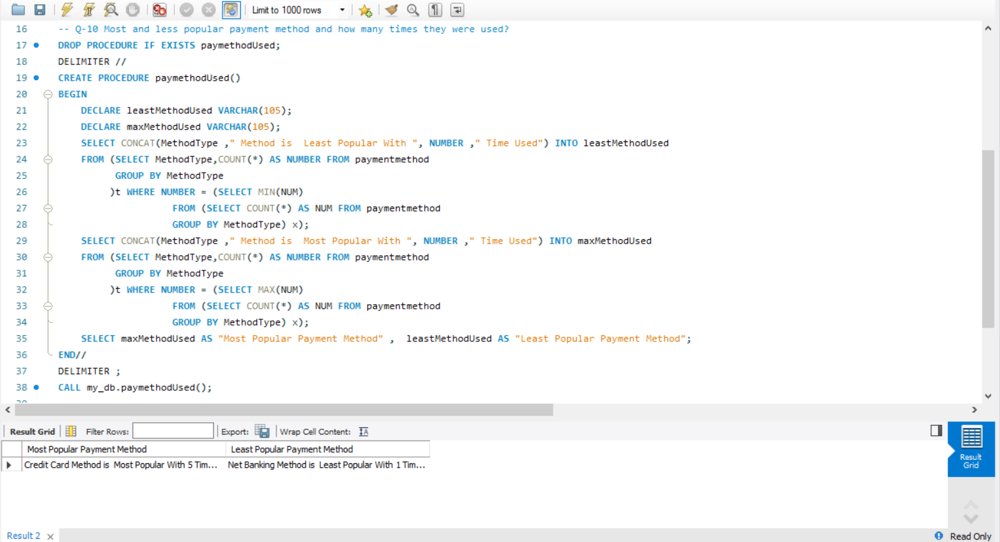 Limit to 1000 rows
16 -- Q-10 Most and less popular payment method and how many times they were used?
17 DROP PROCEDURE IF EXISTS paymethodUsed;
18 DELIMITER //
19 CREATE PROCEDURE paymethodUsed()
20 BEGIN
21 DECLARE leastMethodUsed VARCHAR(105);
22 DECLARE maxMethodUsed VARCHAR(105);
23 SELECT CONCAT(MethodType ," Method is  Least Popular With ", NUMBER ," Time Used") INTO leastMethodUsed
24 FROM (SELECT MethodType,COUNT(*) AS NUMBER FROM paymentmethod
25 GROUP BY MethodType
26 )t WHERE NUMBER = (SELECT MIN(NUM)
27 FROM (SELECT COUNT(*) AS NUM FROM paymentmethod
28 GROUP BY MethodType) x);
29 SELECT CONCAT(MethodType ," Method is  Most Popular With ", NUMBER ," Time Used") INTO maxMethodUsed
30 FROM (SELECT MethodType,COUNT(*) AS NUMBER FROM paymentmethod
31 GROUP BY MethodType
32 )t WHERE NUMBER = (SELECT MAX(NUM)
33 FROM (SELECT COUNT(*) AS NUM FROM paymentmethod
34 GROUP BY MethodType) x);
35 SELECT maxMethodUsed AS "Most Popular Payment Method" ,  leastMethodUsed AS "Least Popular Payment Method";
36 END//
37 DELIMITER ;
38 CALL my_db.paymethodUsed();
Result Grid Filter Rows: Export: Wrap Cell Content:
Most Popular Payment Method Least Popular Payment Method
Credit Card Method is  Most Popular With 5 Tim... Net Banking Method is  Least Popular With 1 Tim...
Result
Grid
Result 2 Read Only